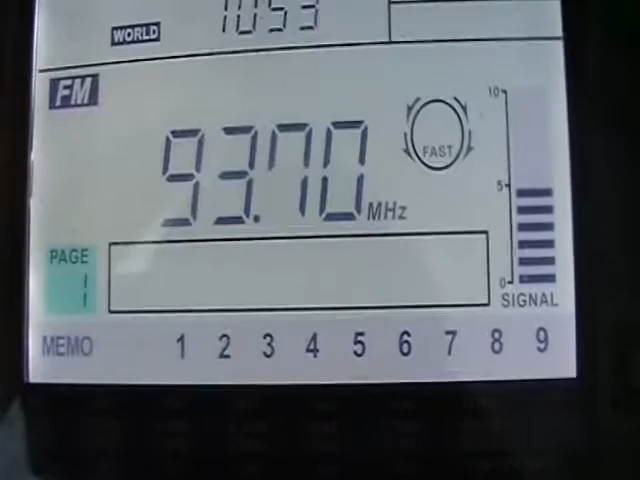 WORLD 10:53
FM
93.70 MHz
FAST
10
5
0
SIGNAL
PAGE
1
MEMO 1 2 3 4 5 6 7 8 9